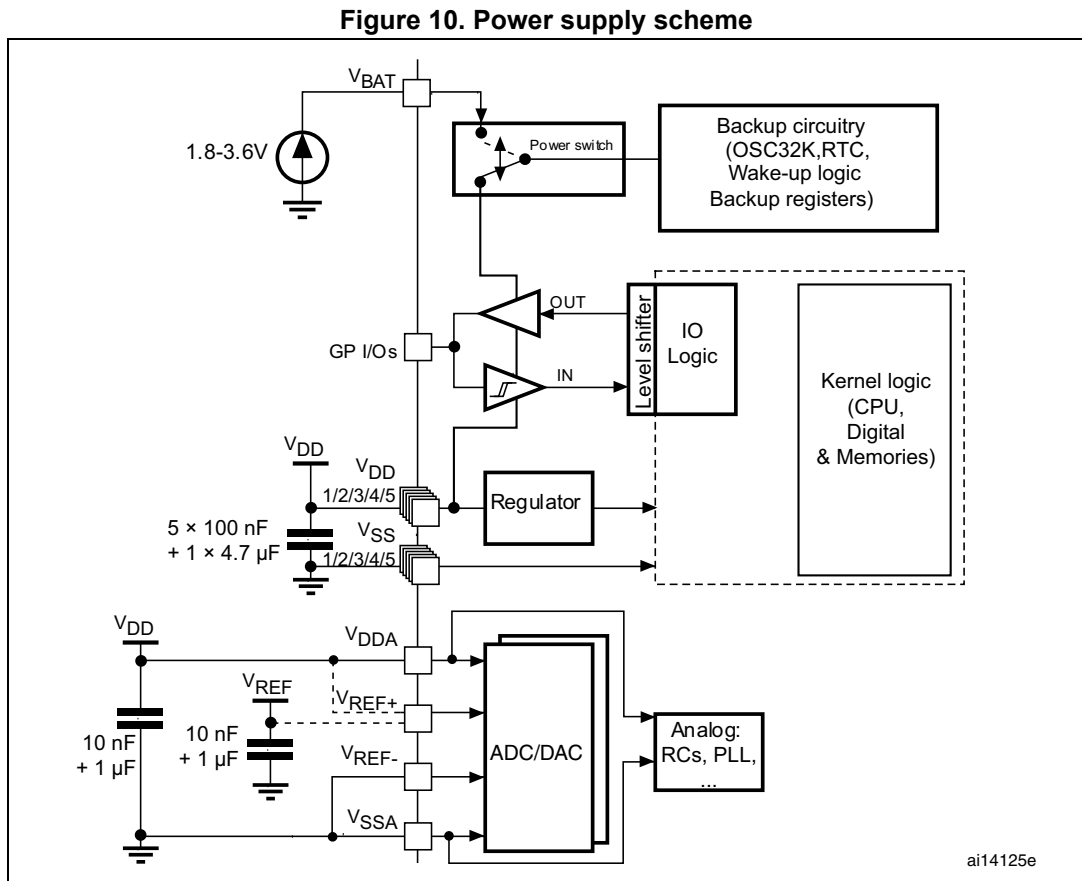 Figure 10. Power supply scheme
VBAT
1.8-3.6V
Power switch
Backup circuitry
(OSC32K,RTC,
Wake-up logic
Backup registers)
GP I/Os
OUT
IN
Level shifter
IO
Logic
Kernel logic
(CPU,
Digital
& Memories)
VDD
VDD
1/2/3/4/5
Regulator
5 × 100 nF
+ 1 × 4.7 µF
VSS
1/2/3/4/5
VDD
VDDA
VREF
VREF+
10 nF
+ 1 µF
10 nF
+ 1 µF
VREF-
VSSA
ADC/DAC
Analog:
RCs, PLL,
...
ai14125e